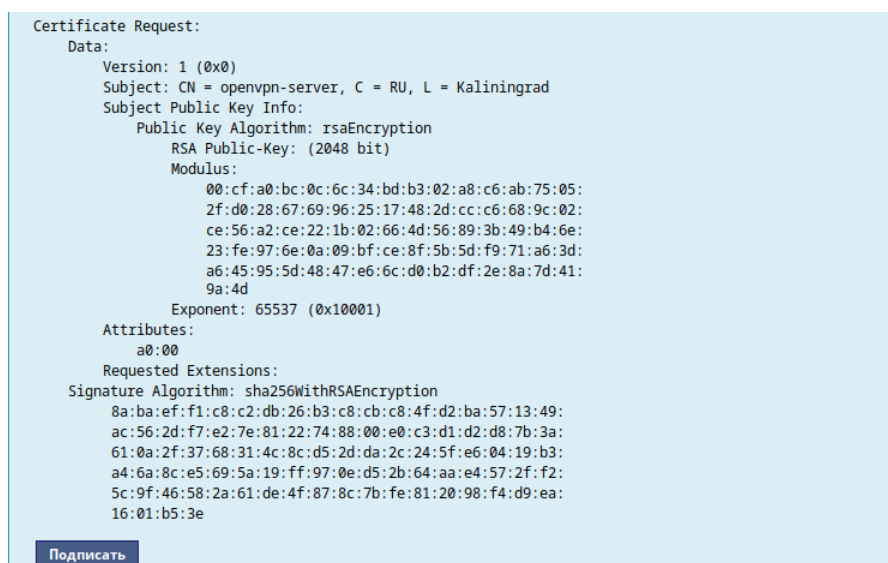 Certificate Request:
Data:
Version: 1 (0x0)
Subject: CN = openvpn-server, C = RU, L = Kaliningrad
Subject Public Key Info:
Public Key Algorithm: rsaEncryption
RSA Public-Key: (2048 bit)
Modulus:
00:cf:a0:bc:0c:6c:34:bd:b3:02:a8:c6:ab:75:05:
2f:d0:28:67:69:96:25:17:48:2d:cc:c6:68:9c:02:
ce:56:a2:ce:22:1b:02:66:4d:56:89:3b:49:b4:6e:
23:fe:97:6e:0a:09:bf:ce:8f:5b:5d:f9:71:a6:3d:
a6:45:95:5d:48:47:e6:6c:d0:b2:df:2e:8a:7d:41:
9a:4d
Exponent: 65537 (0x10001)
Attributes:
a0:00
Requested Extensions:
Signature Algorithm: sha256WithRSAEncryption
8a:ba:ef:f1:c8:c2:db:26:b3:c8:cb:c8:4f:d2:ba:57:13:49:
ac:56:2d:f7:e2:7e:81:22:74:88:00:e0:c3:d1:d2:d8:7b:3a:
61:0a:2f:37:68:31:4c:8c:d5:2d:da:2c:24:5f:e6:04:19:b3:
a4:6a:8c:e5:69:5a:19:ff:97:0e:d5:2b:64:aa:e4:57:2f:f2:
5c:9f:46:58:2a:61:de:4f:87:8c:7b:fe:81:20:98:f4:d9:ea:
16:01:b5:3e
Подписать